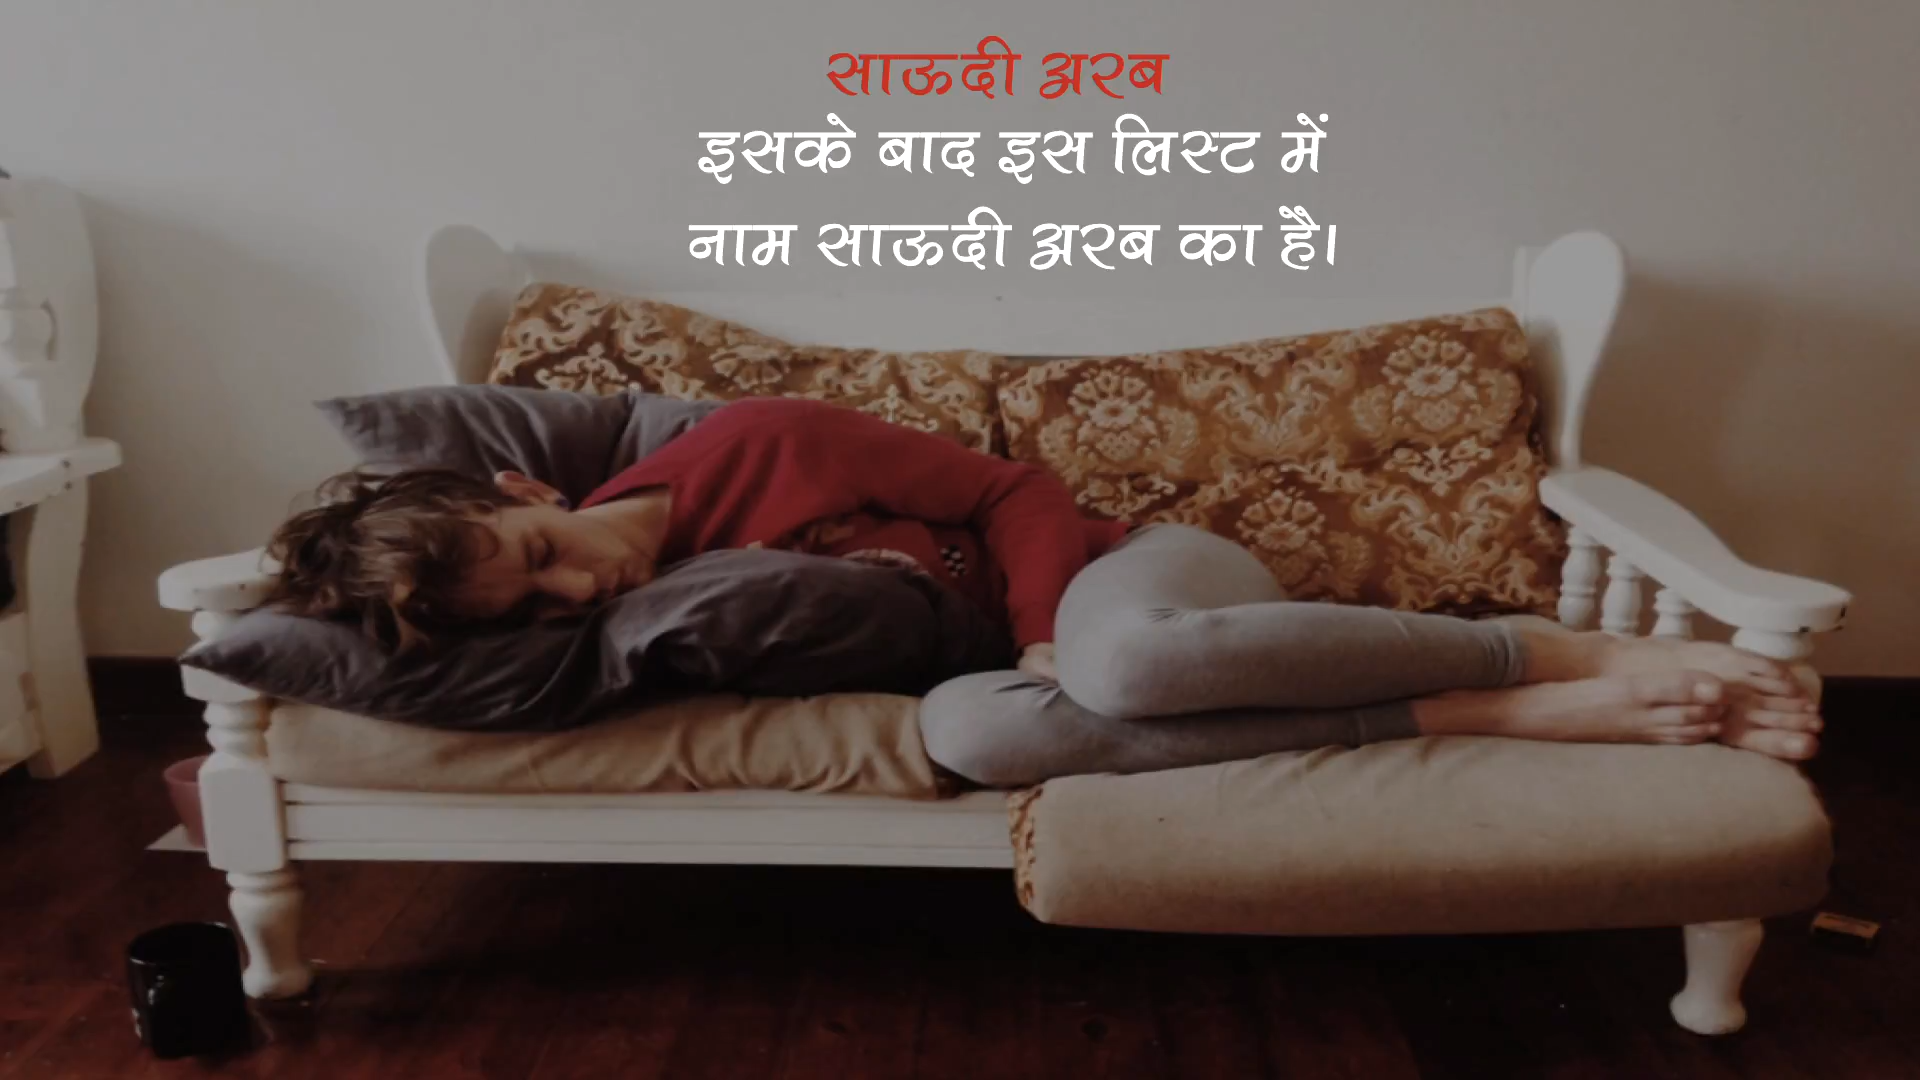 साऊदी अरब
इसके बाद इस लिस्ट में
नाम साऊदी अरब का है।